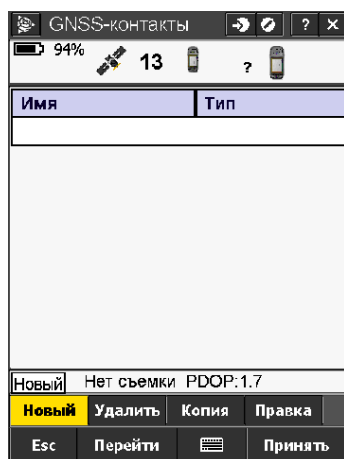 GNSS-контакты ? ×
94% 13 ?
Имя Тип
Новый Нет съемки PDOP:1.7
Новый Удалить Копия Правка
Esc Перейти Принять